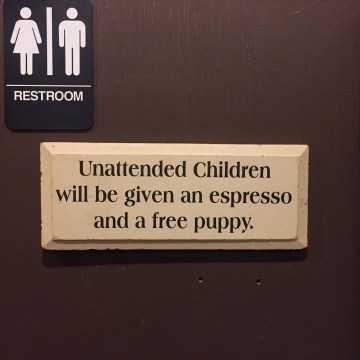 RESTROOM
Unattended Children
will be given an espresso
and a free puppy.